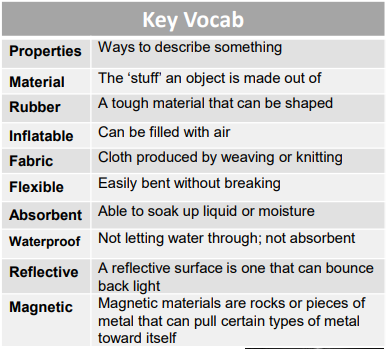 Key Vocab
Properties Ways to describe something
Material The ‘stuff’ an object is made out of
Rubber A tough material that can be shaped
Inflatable Can be filled with air
Fabric Cloth produced by weaving or knitting
Flexible Easily bent without breaking
Absorbent Able to soak up liquid or moisture
Waterproof Not letting water through; not absorbent
Reflective A reflective surface is one that can bounce
back light
Magnetic Magnetic materials are rocks or pieces of
metal that can pull certain types of metal
toward itself